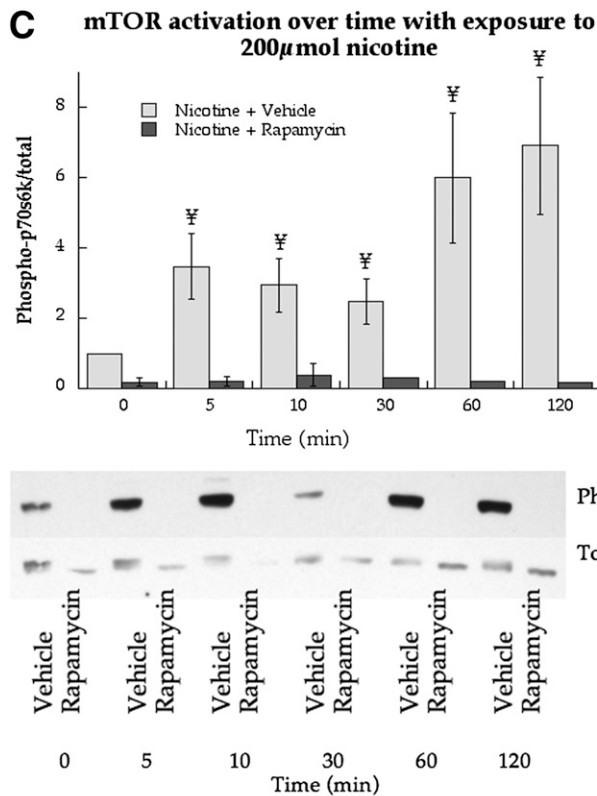 C
mTOR activation over time with exposure to
200µmol nicotine
¥ ¥ ¥ ¥ ¥
Nicotine + Vehicle
Nicotine + Rapamycin
Phospho-p70s6k/total
8
6
4
2
0
0 5 10 30 60 120
Time (min)
Ph
To
Vehicle Rapamycin Vehicle Rapamycin Vehicle Rapamycin Vehicle Rapamycin Vehicle Rapamycin Vehicle Rapamycin
0 5 10 30 60 120
Time (min)